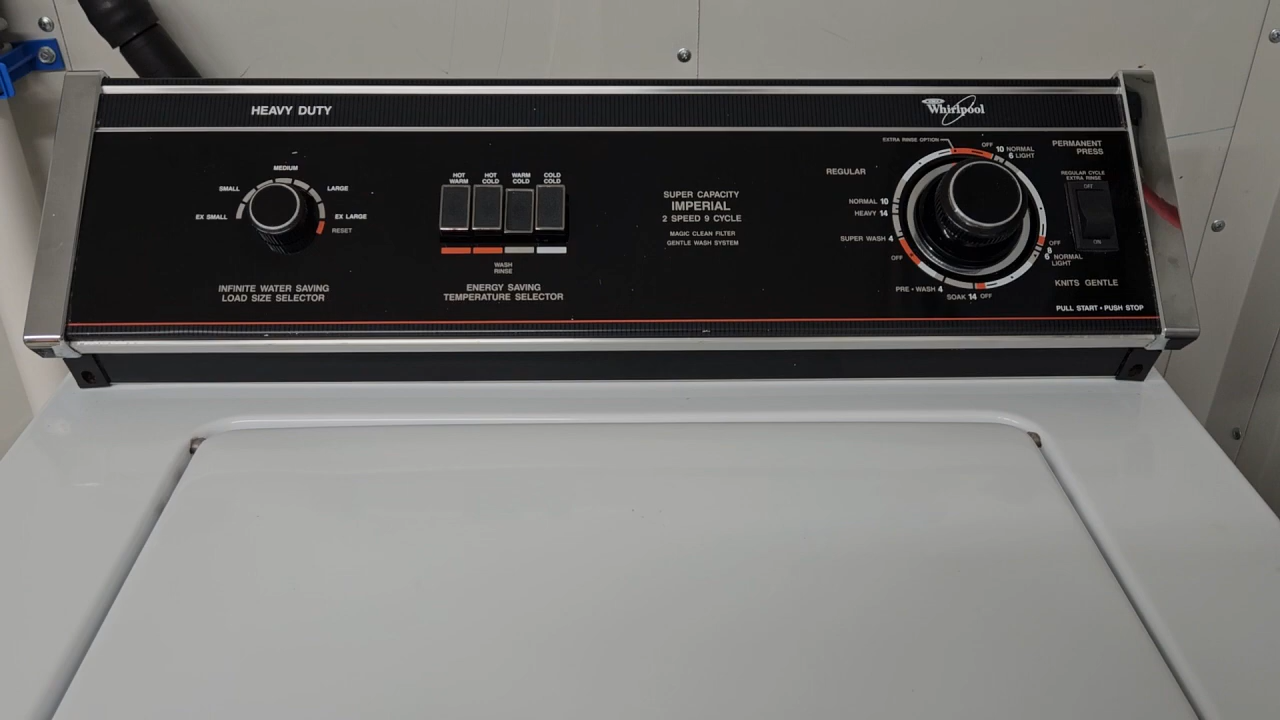 HEAVY DUTY
Whirlpool
MEDIUM
SMALL
LARGE
EX SMALL
EX LARGE
RESET
INFINITE WATER SAVING
LOAD SIZE SELECTOR
HOT
WARM
HOT
COLD
WARM
COLD
COLD
COLD
WASH
RINSE
ENERGY SAVING
TEMPERATURE SELECTOR
SUPER CAPACITY
IMPERIAL
2 SPEED 9 CYCLE
MAGIC CLEAN FILTER
GENTLE WASH SYSTEM
EXTRA RINSE OPTION
OFF
10 NORMAL
6 LIGHT
PERMANENT
PRESS
REGULAR
NORMAL 10
HEAVY 14
SUPER WASH 4
OFF
PRE • WASH 4
SOAK 14 OFF
OFF
8
6 NORMAL
LIGHT
KNITS GENTLE
REGULAR CYCLE
EXTRA RINSE
OFF
ON
PULL START • PUSH STOP